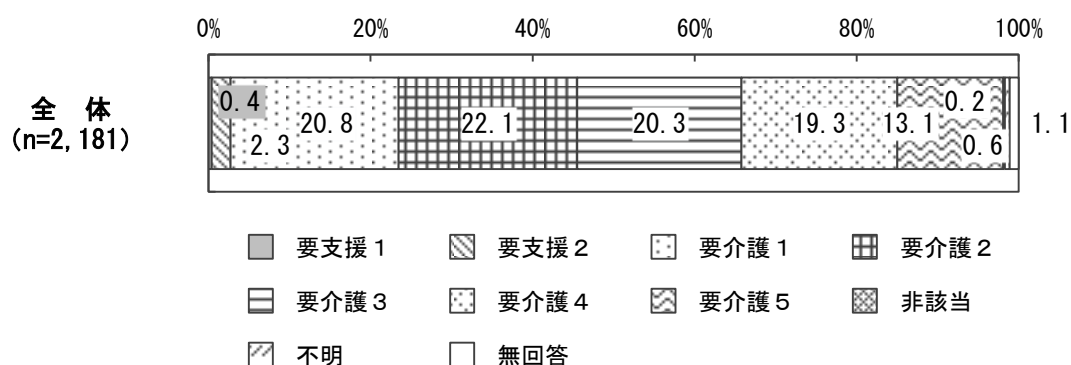 0% 20% 40% 60% 80% 100%
全 体
(n=2,181)
0.4 2.3 20.8 22.1 20.3 19.3 13.1 0.2 0.6 1.1
要支援1 要支援2 要介護1 要介護2
要介護3 要介護4 要介護5 非該当
不明 無回答